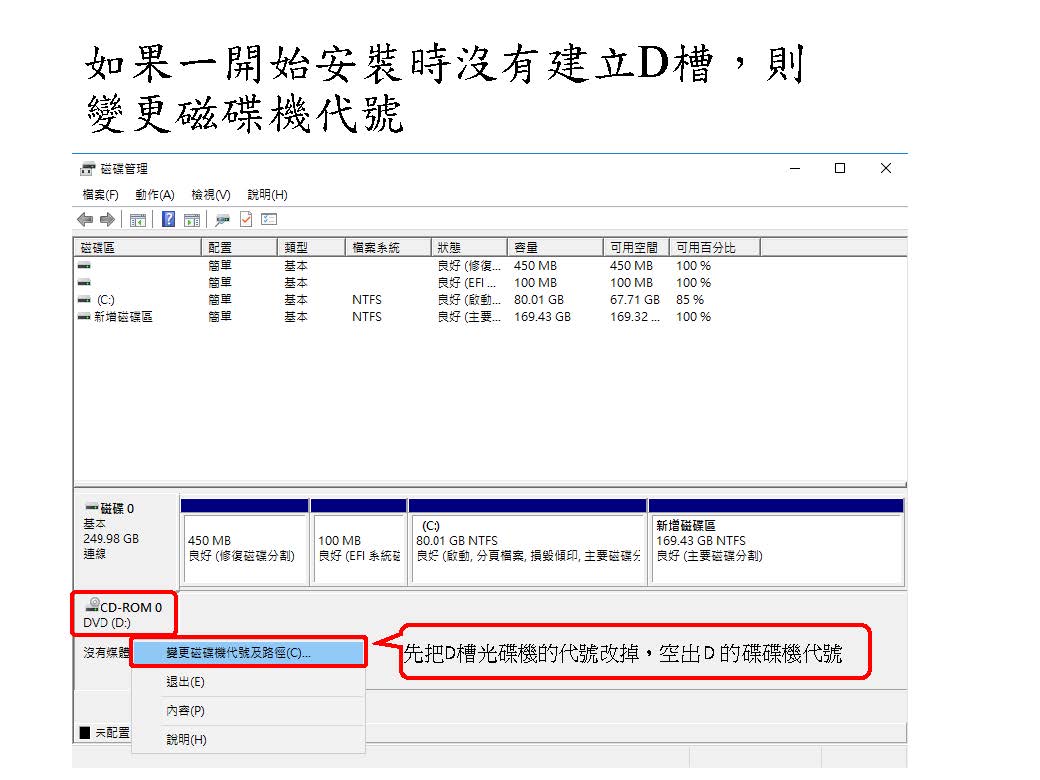 如果一開始安裝時沒有建立D槽，則
變更磁碟機代號
磁碟管理
檔案(F) 動作(A) 檢視(V) 說明(H)
磁碟區 配置 類型 檔案系統 狀態 容量 可用空間 可用百分比
簡單 基本 良好 (修復... 450 MB 450 MB 100 %
簡單 基本 良好 (EFI ... 100 MB 100 MB 100 %
(C:) 簡單 基本 NTFS 良好 (啟動... 80.01 GB 67.71 GB 85 %
新增磁碟區 簡單 基本 NTFS 良好 (主要... 169.43 GB 169.32 ... 100 %
磁碟 0
基本
249.98 GB
連線
450 MB
良好 (修復磁碟分割)
100 MB
良好 (EFI 系統磁
(C:)
80.01 GB NTFS
良好 (啟動, 分頁檔案, 損毀傾印, 主要磁碟分
新增磁碟區
169.43 GB NTFS
良好 (主要磁碟分割)
CD-ROM 0
DVD (D:)
沒有媒體
變更磁碟機代號及路徑(C)...
退出(E)
內容(P)
說明(H)
先把D槽光碟機的代號改掉，空出D 的碟碟機代號
未配置